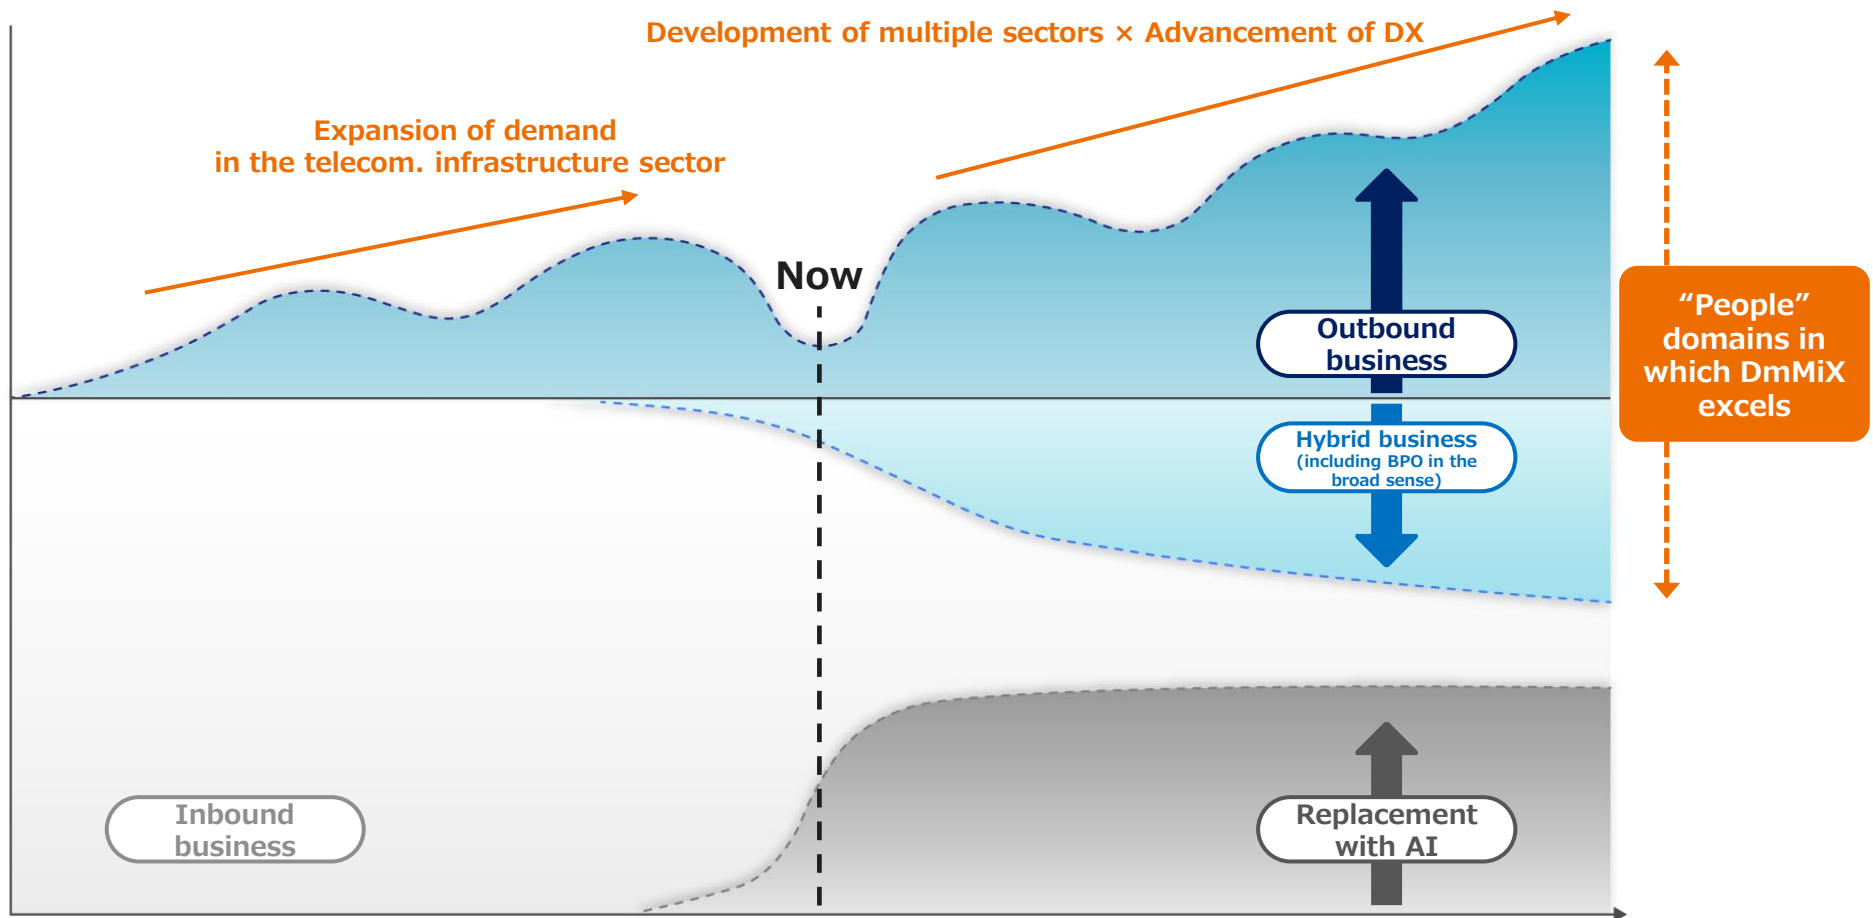 Development of multiple sectors × Advancement of DX
Expansion of demand
in the telecom. infrastructure sector
Now
Outbound
business
“People”
domains in
which DmMiX
excels
Hybrid business
(including BPO in the
broad sense)
Inbound
business
Replacement
with AI